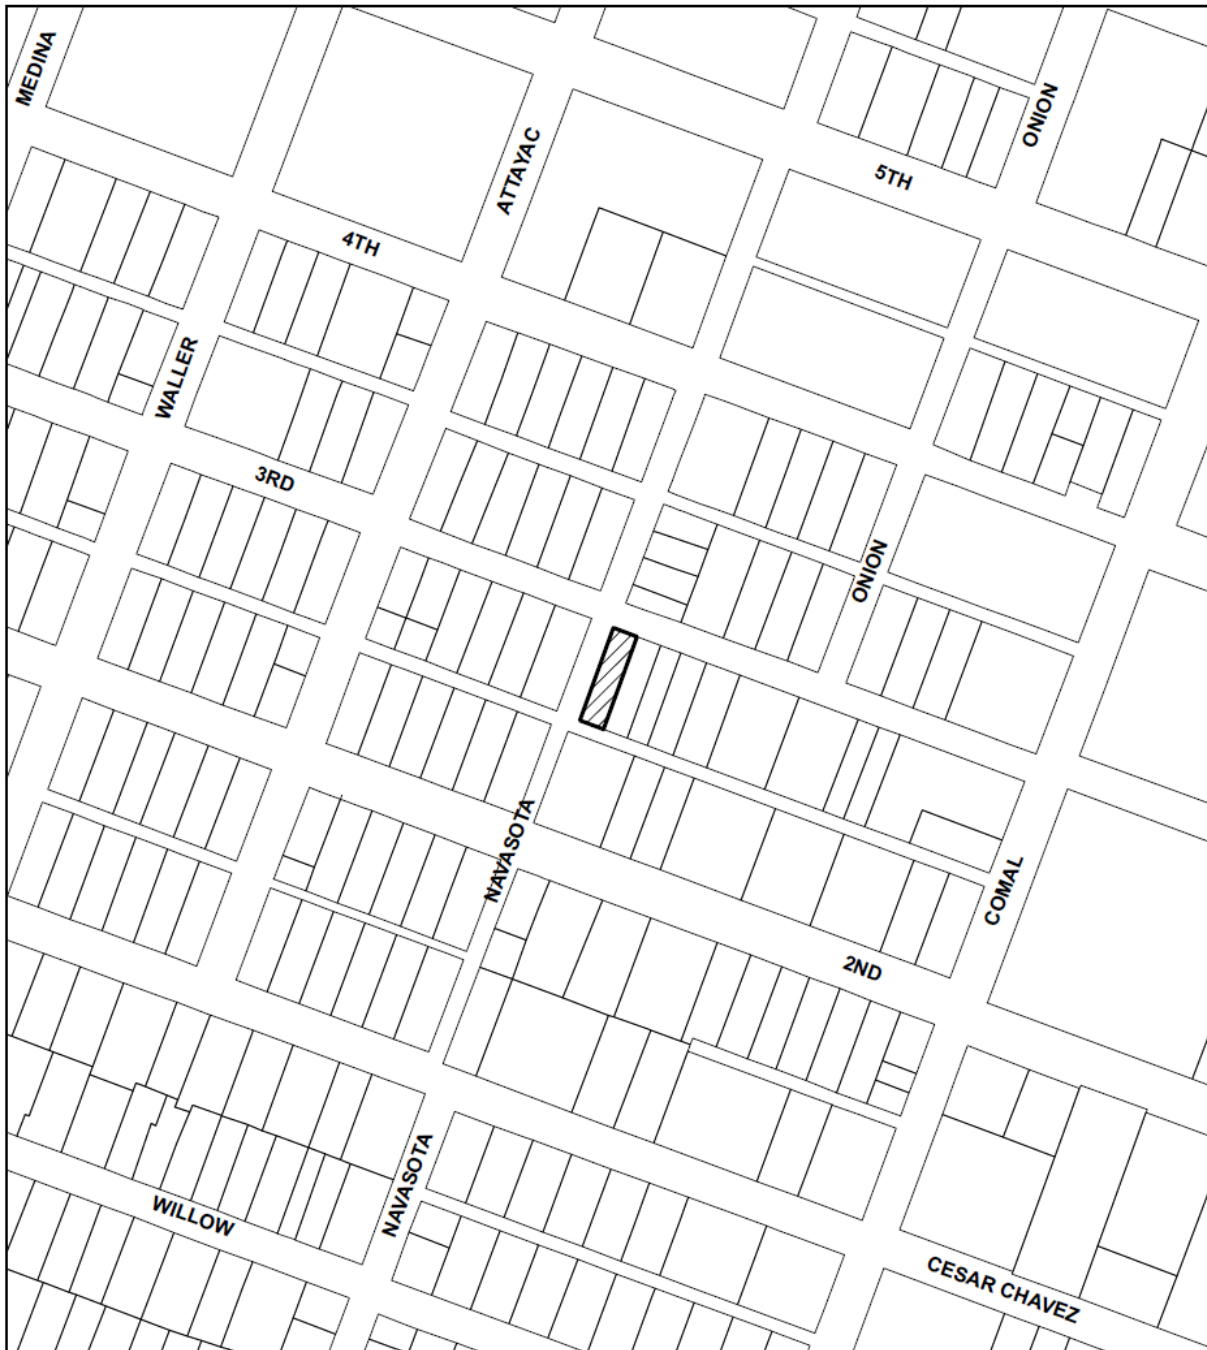 MEDINA
ONION
ATTAYAC
5TH
4TH
WALLER
3RD
ONION
NAVASOTA
COMAL
2ND
NAVASOTA
WILLOW
CESAR CHAVEZ